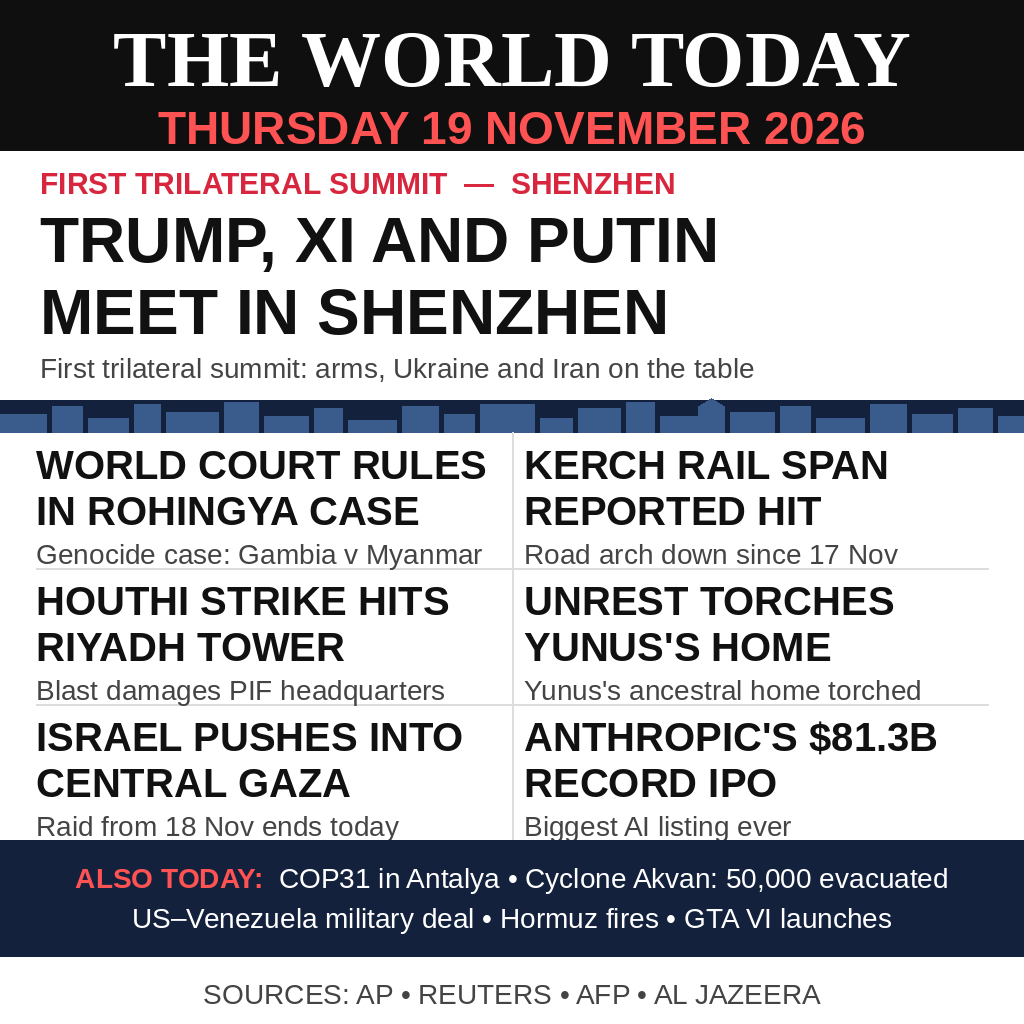 THE WORLD TODAY
THURSDAY 19 NOVEMBER 2026
FIRST TRILATERAL SUMMIT — SHENZHEN
TRUMP, XI AND PUTIN
MEET IN SHENZHEN
First trilateral summit: arms, Ukraine and Iran on the table
WORLD COURT RULES
IN ROHINGYA CASE
Genocide case: Gambia v Myanmar
KERCH RAIL SPAN
REPORTED HIT
Road arch down since 17 Nov
HOUTHI STRIKE HITS
RIYADH TOWER
Blast damages PIF headquarters
UNREST TORCHES
YUNUS'S HOME
Yunus's ancestral home torched
ISRAEL PUSHES INTO
CENTRAL GAZA
Raid from 18 Nov ends today
ANTHROPIC'S $81.3B
RECORD IPO
Biggest AI listing ever
ALSO TODAY: COP31 in Antalya • Cyclone Akvan: 50,000 evacuated
US–Venezuela military deal • Hormuz fires • GTA VI launches
SOURCES: AP • REUTERS • AFP • AL JAZEERA